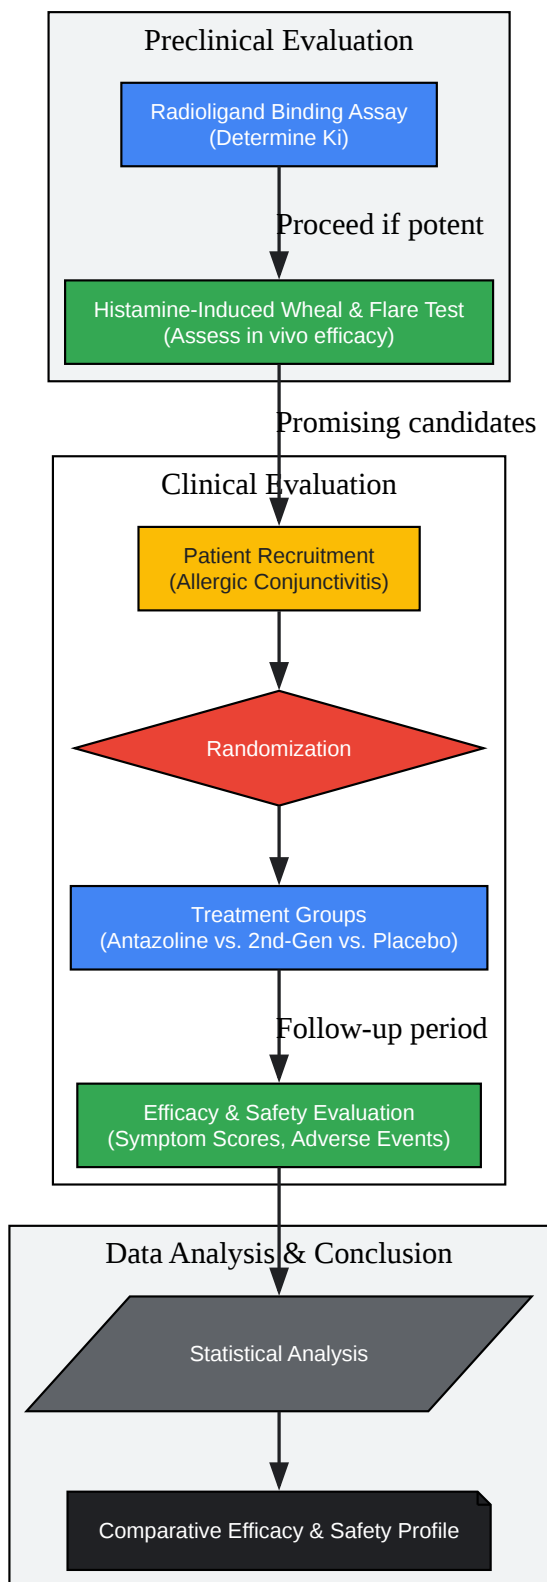 Preclinical Evaluation
Radioligand Binding Assay
(Determine Ki)
Proceed if potent
Histamine-Induced Wheal & Flare Test
(Assess in vivo efficacy)
Promising candidates
Clinical Evaluation
Patient Recruitment
(Allergic Conjunctivitis)
Randomization
Treatment Groups
(Antazoline vs. 2nd-Gen vs. Placebo)
Follow-up period
Efficacy & Safety Evaluation
(Symptom Scores, Adverse Events)
Data Analysis & Conclusion
Statistical Analysis
Comparative Efficacy & Safety Profile